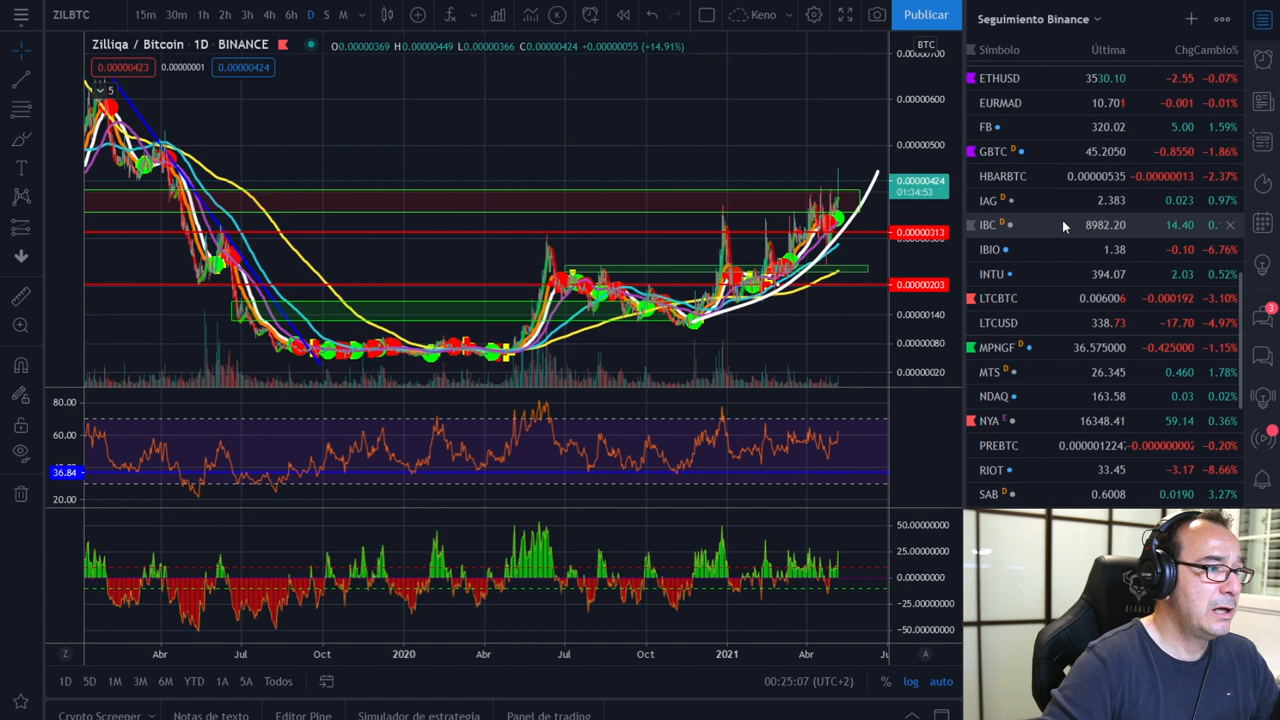 ZILBTC
15m 30m 1h 2h 3h 4h 6h D S M
Keno
Publicar
Zilliqa / Bitcoin · 1D · BINANCE
O0.00000369 H0.00000449 L0.00000366 C0.00000424 +0.00000055 (+14.91%)
0.00000423 0.00000001 0.00000424
5
BTC
0.00000600
0.00000500
0.00000424
01:34:53
0.00000313
0.00000203
0.00000140
0.00000080
0.00000020
80.00
60.00
36.84
20.00
50.00000000
25.00000000
0.00000000
−25.00000000
−50.00000000
Z
Abr Jul Oct 2020 Abr Jul Oct 2021 Abr
A
1D 5D 1M 3M 6M YTD 1A 5A Todos
00:25:07 (UTC+2) % log auto
Crypto Screener Notas de texto Editor Pine Simulador de estrategia Panel de trading
Seguimiento Binance
Símbolo Última ChgCambio%
ETHUSD 3530.10 −2.55 −0.07%
EURMAD 10.701 −0.001 −0.01%
FB 320.02 5.00 1.59%
GBTC D 45.2050 −0.8550 −1.86%
HBARBTC 0.00000535 −0.00000013 −2.37%
IAG D 2.383 0.023 0.97%
IBC D 8982.20 14.40 0.
IBIO 1.38 −0.10 −6.76%
INTU 394.07 2.03 0.52%
LTCBTC 0.006006 −0.000192 −3.10%
LTCUSD 338.73 −17.70 −4.97%
MPNGF D 36.575000 −0.425000 −1.15%
MTS D 26.345 0.460 1.78%
NDAQ 163.58 0.03 0.02%
NYA E 16348.41 59.14 0.36%
PREBTC −0.20%
RIOT 33.45 −3.17 −8.66%
SAB D 0.6008 0.0190 3.27%
3